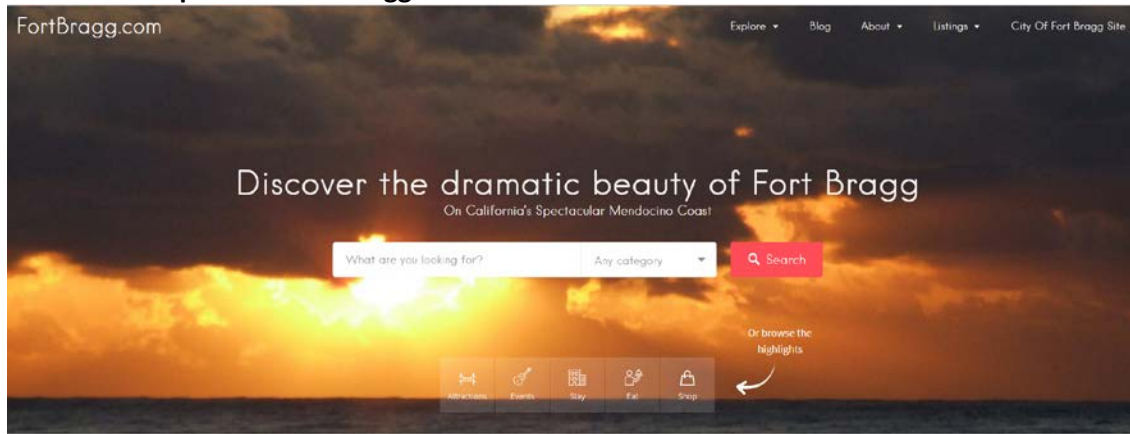 FortBragg.com
Explore Blog About Listings City Of Fort Bragg Site
Discover the dramatic beauty of Fort Bragg
On California's Spectacular Mendocino Coast
What are you looking for? Any category Search
Or browse the
highlights
Attractions Events Stay Eat Shop